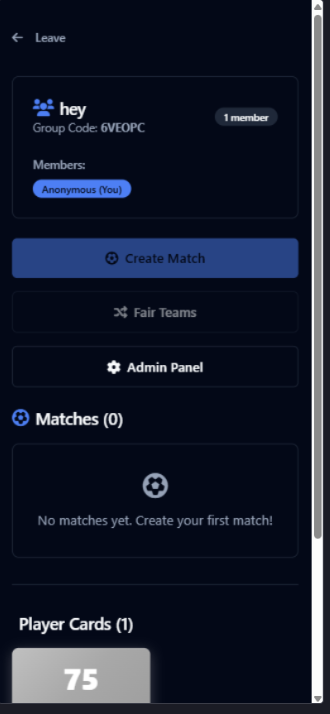 Leave
hey
Group Code: 6VEOPC
1 member
Members:
Anonymous (You)
Create Match
Fair Teams
Admin Panel
Matches (0)
No matches yet. Create your first match!
Player Cards (1)
75